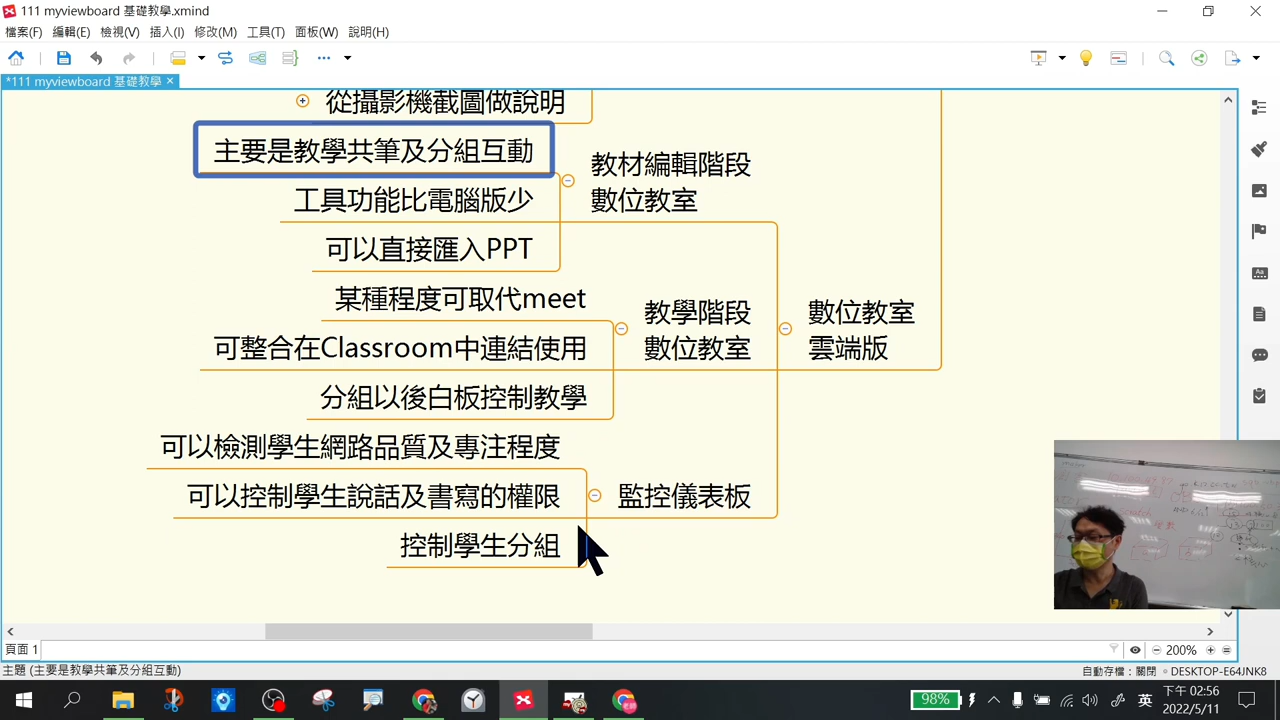 111 myviewboard 基礎教學.xmind
檔案(F) 編輯(E) 檢視(V) 插入(I) 修改(M) 工具(T) 面板(W) 說明(H)
*111 myviewboard 基礎教學 ×
從攝影機截圖做說明
主要是教學共筆及分組互動
工具功能比電腦版少
可以直接匯入PPT
教材編輯階段
數位教室
某種程度可取代meet
可整合在Classroom中連結使用
分組以後白板控制教學
教學階段
數位教室
數位教室
雲端版
可以檢測學生網路品質及專注程度
可以控制學生說話及書寫的權限
控制學生分組
監控儀表板
頁面 1
200%
主題 (主要是教學共筆及分組互動)
自動存檔：關閉
DESKTOP-E64JNK8
98%
英
下午 02:56
2022/5/11